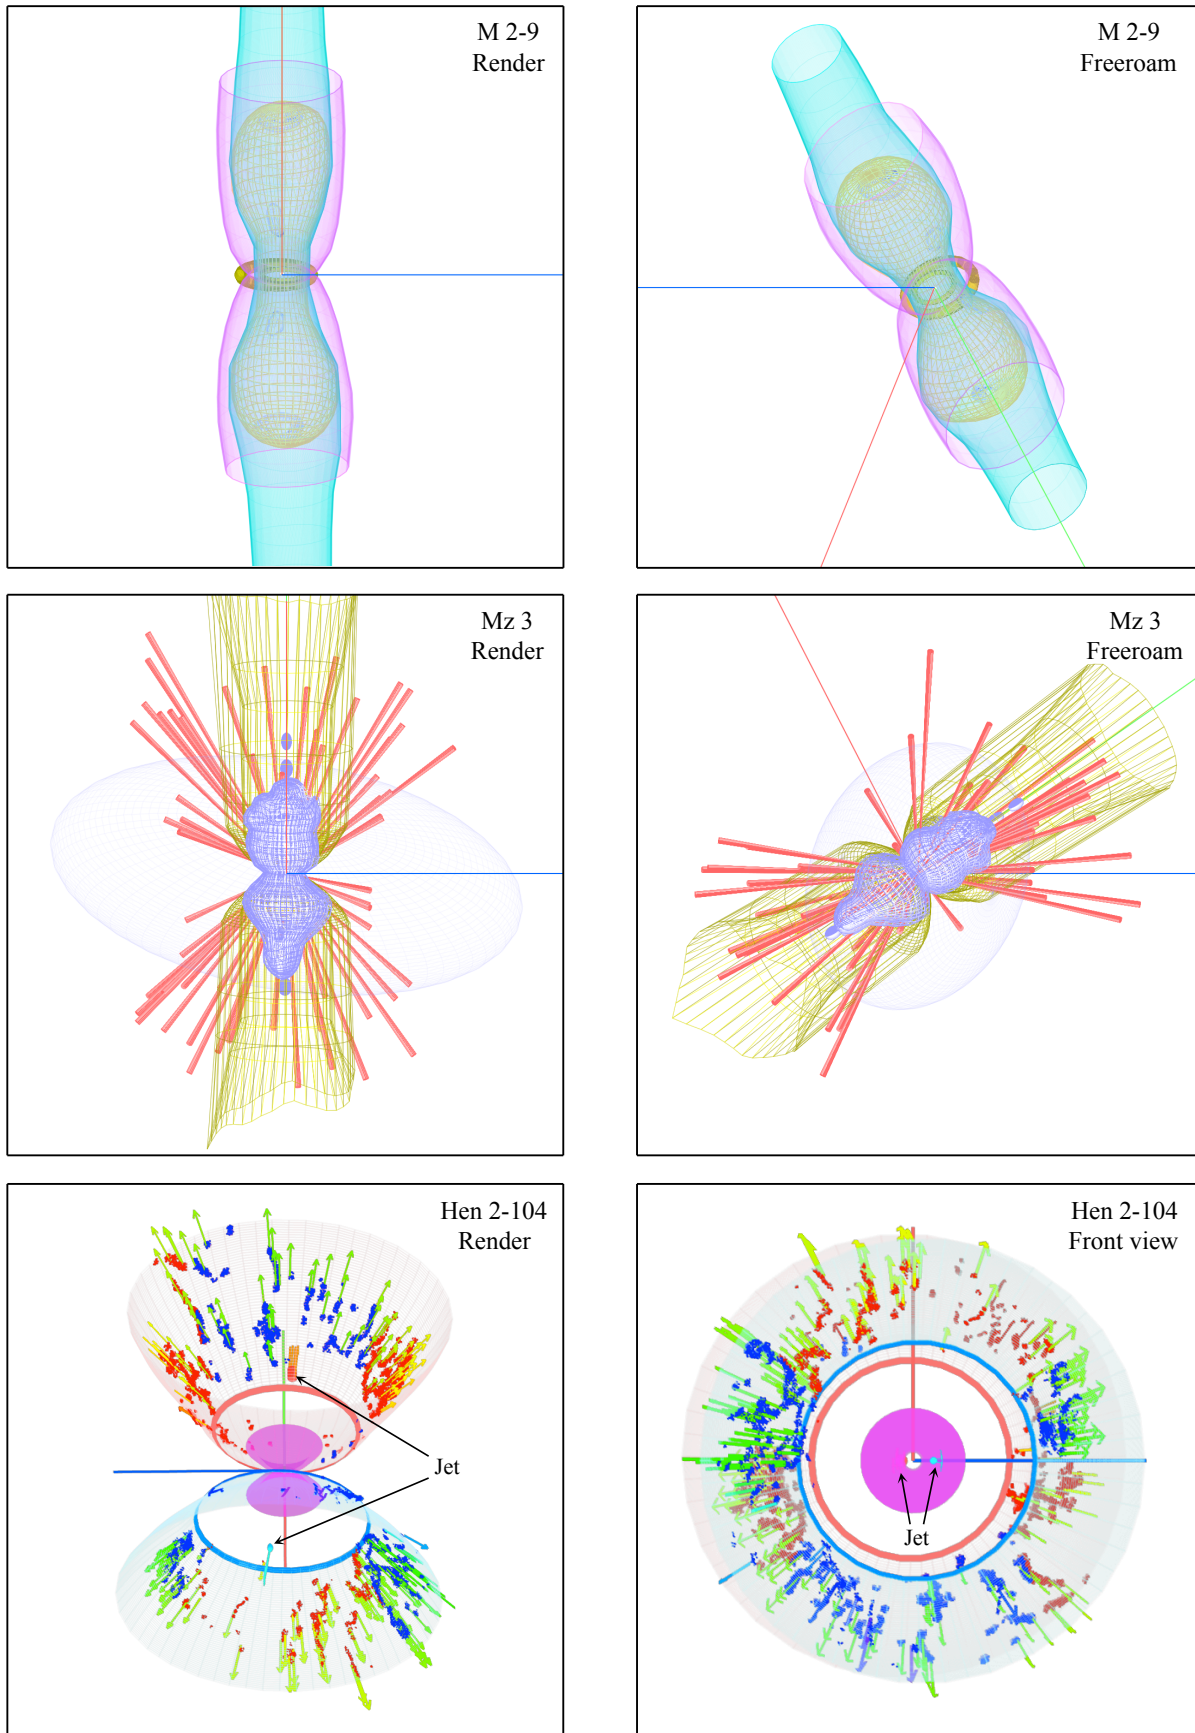 M 2-9
Render
M 2-9
Freeroam
Mz 3
Render
Mz 3
Freeroam
Hen 2-104
Render
Jet
Hen 2-104
Front view
Jet